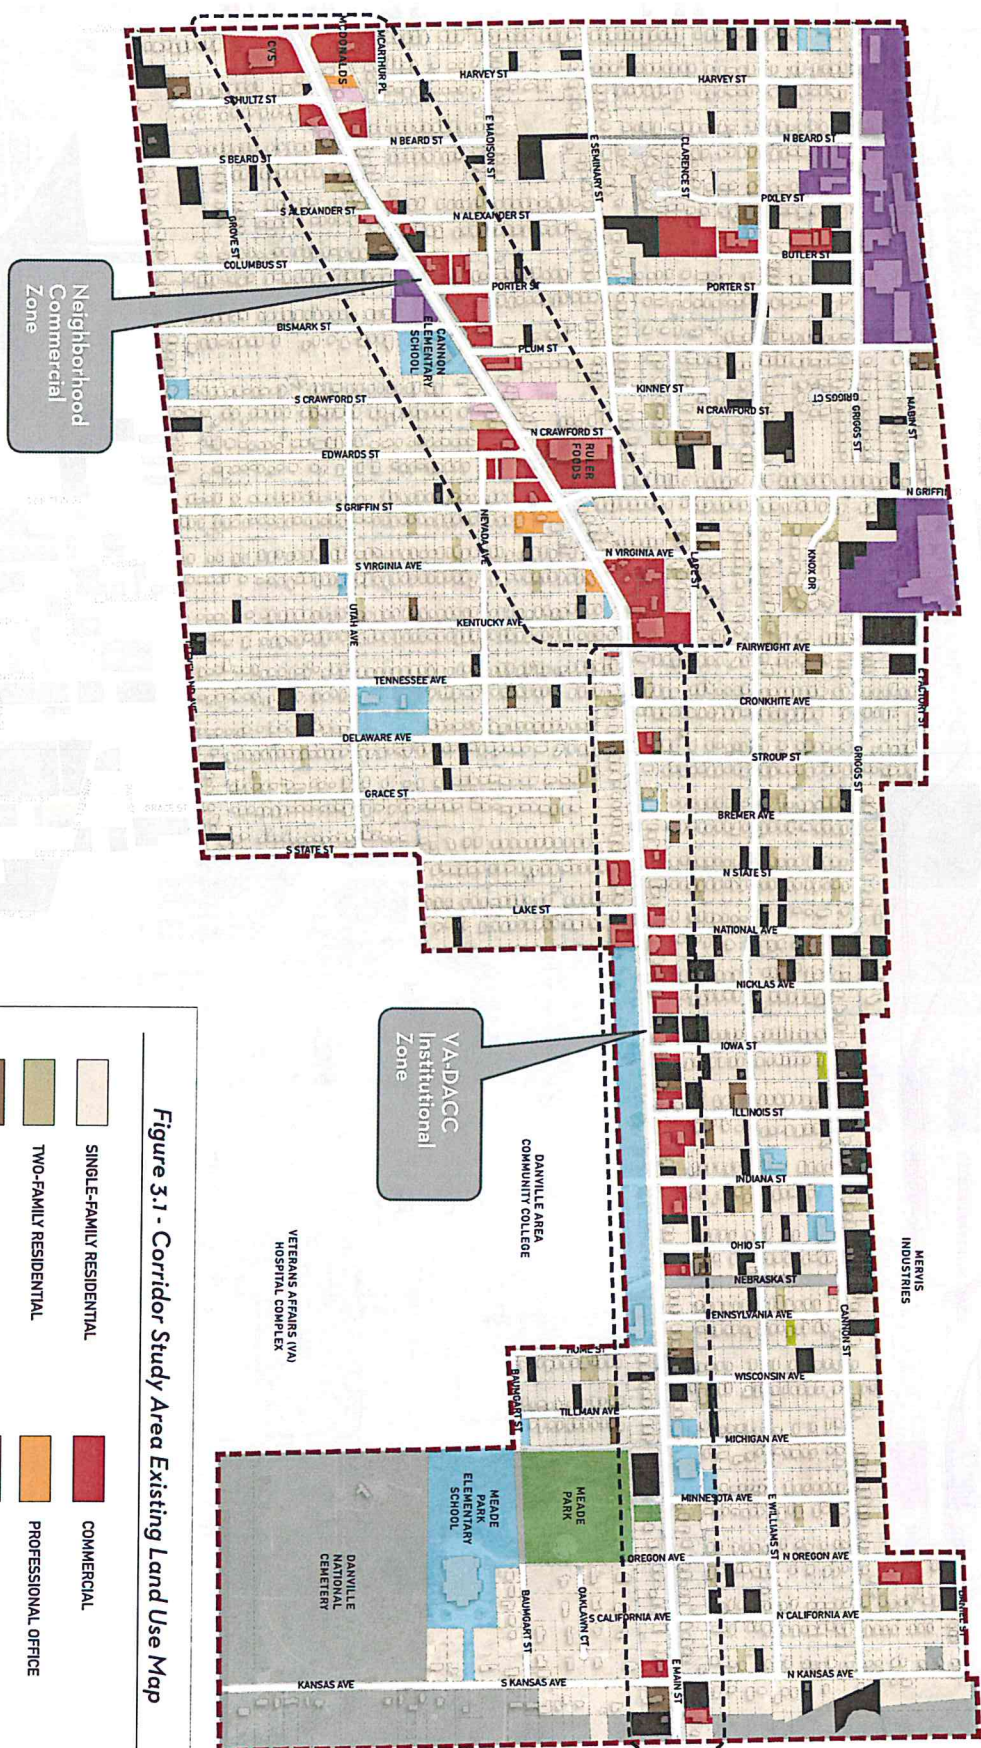 MCDONALDS
MCARTHUR PL
CVS
HARVEY ST
HARVEY ST
SCHULTZ ST
N BEARD ST
N BEARD ST
S BEARD ST
E MADISON ST
E SEMINARY ST
CLARENCE ST
PIXLEY ST
S ALEXANDER ST
N ALEXANDER ST
GROVE ST
BUTLER ST
COLUMBUS ST
PORTER ST
PORTER ST
BISMARK ST
CANNON
ELEMENTARY
SCHOOL
PLUM ST
KINNEY ST
GRIGGS CT
GRIGGS ST
MABIN ST
S CRAWFORD ST
N CRAWFORD ST
N CRAWFORD ST
EDWARDS ST
RULER
FOODS
S GRIFFIN ST
N GRIFFIN
NEVADA AVE
S VIRGINIA AVE
N VIRGINIA AVE
LAPE ST
KNOX DR
UTAH AVE
KENTUCKY AVE
FAIRWEIGHT AVE
E FACTORY ST
TENNESSEE AVE
CRONKHITE AVE
DELAWARE AVE
STROUP ST
GRIGGS ST
GRACE ST
BREMER AVE
S STATE ST
N STATE ST
LAKE ST
NATIONAL AVE
NICKLAS AVE
IOWA ST
ILLINOIS ST
INDIANA ST
OHIO ST
NEBRASKA ST
PENNSYLVANIA AVE
CANNON ST
HOME ST
WISCONSIN AVE
BAUMGART ST
TILLMAN AVE
MICHIGAN AVE
MINNESOTA AVE
E WILLIAMS ST
S OREGON AVE
N OREGON AVE
BAUMGART ST
OAKLAWN CT
S CALIFORNIA AVE
N CALIFORNIA AVE
DANIEL ST
KANSAS AVE
S KANSAS AVE
E MAIN ST
N KANSAS AVE
MEADE
PARK
MEADE
PARK
ELEMENTARY
SCHOOL
DANVILLE
NATIONAL
CEMETERY
MERVIS
INDUSTRIES
DANVILLE AREA
COMMUNITY COLLEGE
VETERANS AFFAIRS (VA)
HOSPITAL COMPLEX
Neighborhood
Commercial
Zone
VA-DACC
Institutional
Zone
Figure 3.1 - Corridor Study Area Existing Land Use Map
SINGLE-FAMILY RESIDENTIAL
COMMERCIAL
TWO-FAMILY RESIDENTIAL
PROFESSIONAL OFFICE